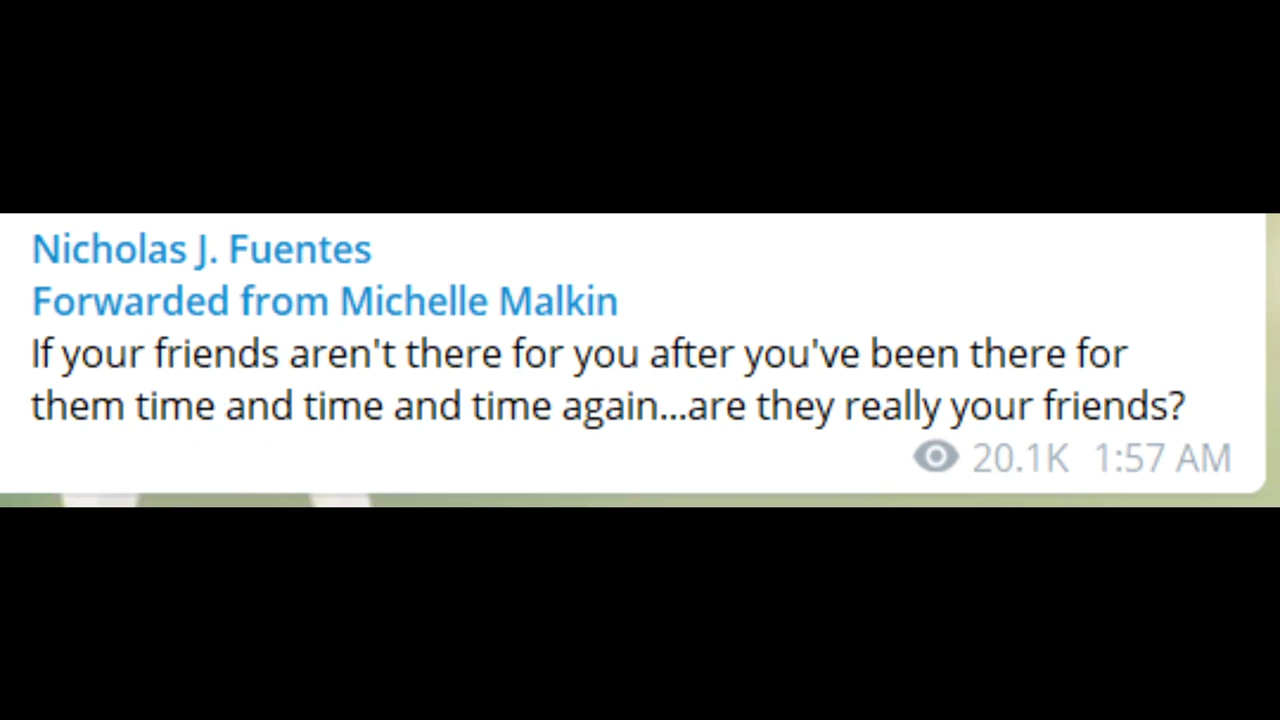 Nicholas J. Fuentes
Forwarded from Michelle Malkin
If your friends aren't there for you after you've been there for
them time and time and time again...are they really your friends?
20.1K 1:57 AM